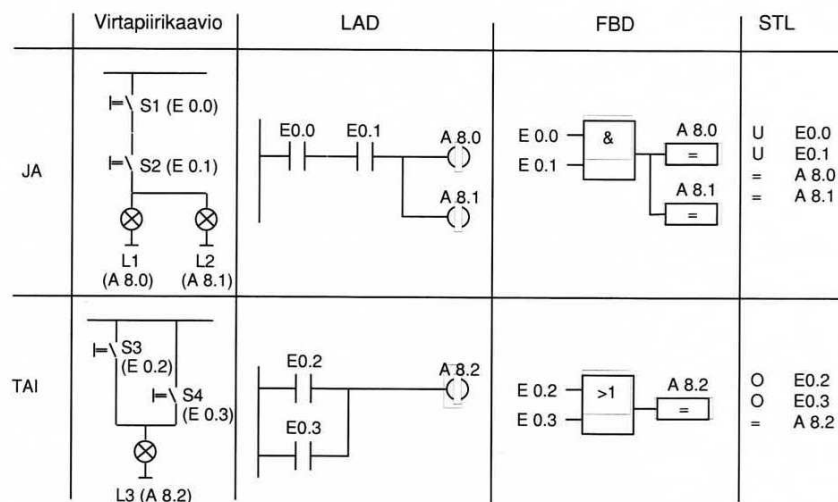 Virtapiirikaavio LAD FBD STL
JA
S1 (E 0.0)
S2 (E 0.1)
L1 L2
(A 8.0) (A 8.1)
E0.0 E0.1 A 8.0
A 8.1
E 0.0 & A 8.0
E 0.1 =
A 8.1
=
U E0.0
U E0.1
= A 8.0
= A 8.1
TAI
S3
(E 0.2)
S4
(E 0.3)
L3 (A 8.2)
E0.2 A 8.2
E0.3
E 0.2 >1 A 8.2
E 0.3 =
O E0.2
O E0.3
= A 8.2